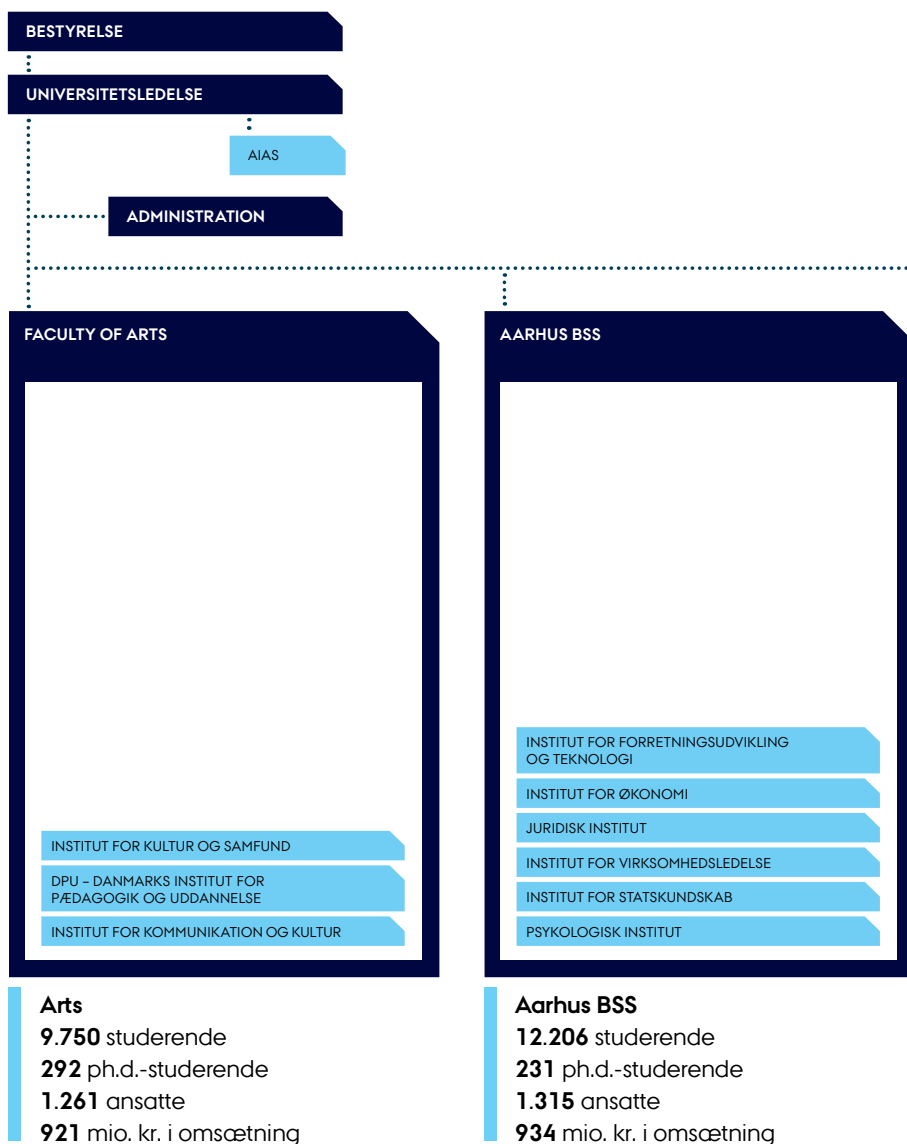 BESTYRELSE
UNIVERSITETSLEDELSE
AIAS
ADMINISTRATION
FACULTY OF ARTS
INSTITUT FOR KULTUR OG SAMFUND
DPU – DANMARKS INSTITUT FOR
PÆDAGOGIK OG UDDANNELSE
INSTITUT FOR KOMMUNIKATION OG KULTUR
Arts
9.750 studerende
292 ph.d.-studerende
1.261 ansatte
921 mio. kr. i omsætning
AARHUS BSS
INSTITUT FOR FORRETNINGSUDVIKLING
OG TEKNOLOGI
INSTITUT FOR ØKONOMI
JURIDISK INSTITUT
INSTITUT FOR VIRKSOMHEDSLEDELSE
INSTITUT FOR STATSKUNDSKAB
PSYKOLOGISK INSTITUT
Aarhus BSS
12.206 studerende
231 ph.d.-studerende
1.315 ansatte
934 mio. kr. i omsætning